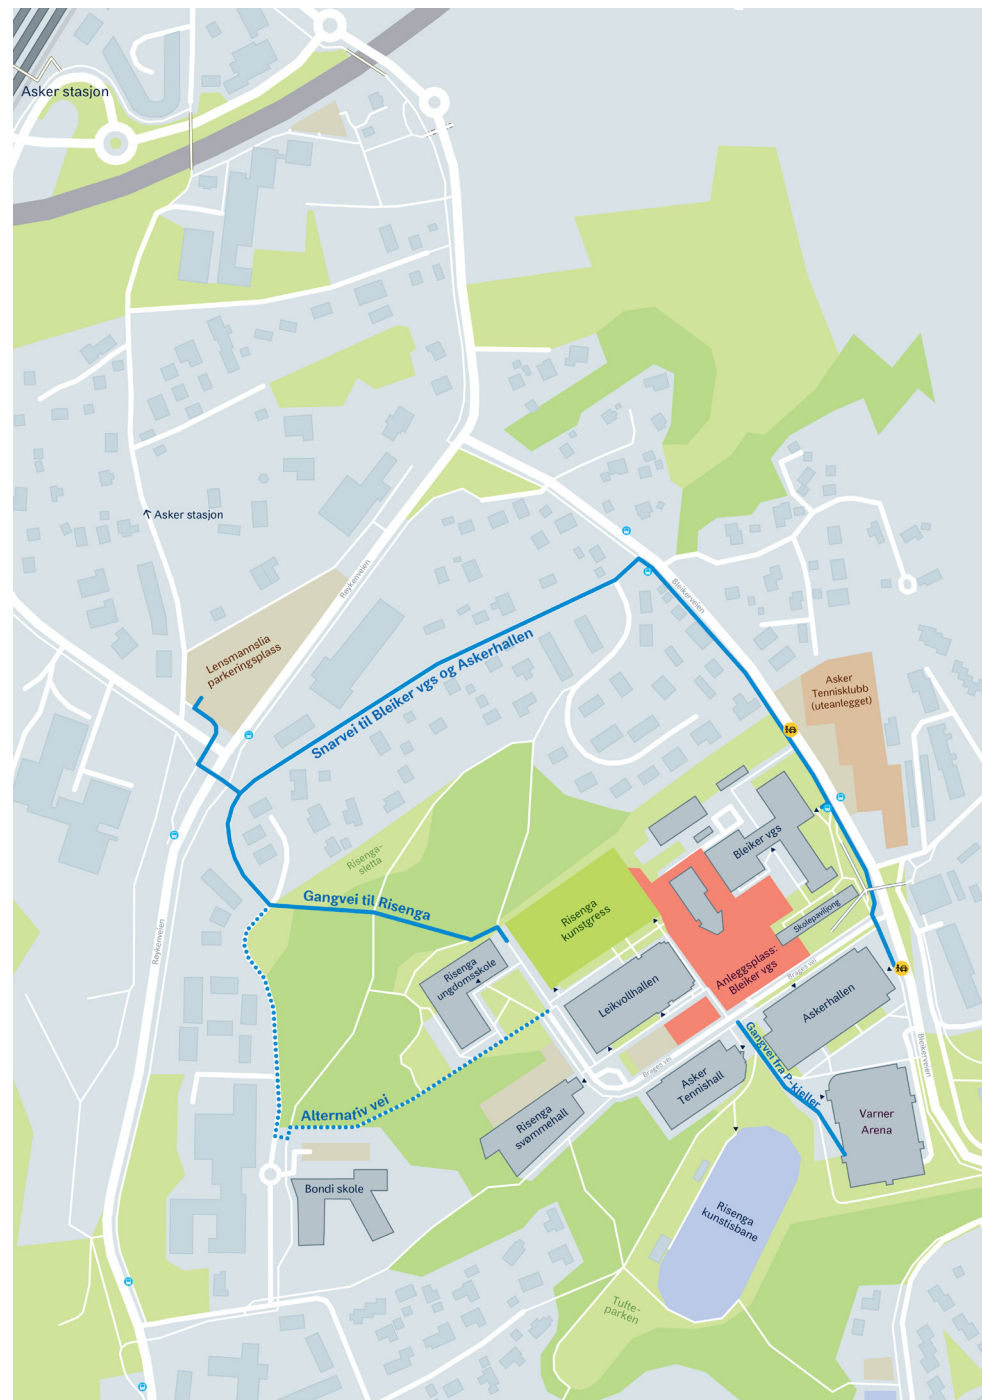 Asker stasjon
Asker stasjon
Røykenveien
Bleikerveien
Lensmannslia
parkeringsplass
Snarvei til Bleiker vgs og Askerhallen
Asker
Tennisklubb
(uteanlegget)
Risenga-
sletta
Bleiker vgs
Gangvei til Risenga
Risenga
kunstgress
Skolepaviljong
Røykenveien
Risenga
ungdomsskole
Leikvollhallen
Anleggsplass:
Bleiker vgs
Brages vei
Askerhallen
Gangvei fra P-kjeller
Bleikerveien
Brages vei
Asker
Tennishall
Alternativ vei
Risenga
svømmehall
Varner
Arena
Bondi skole
Risenga
kunstisbane
Tufte-
parken